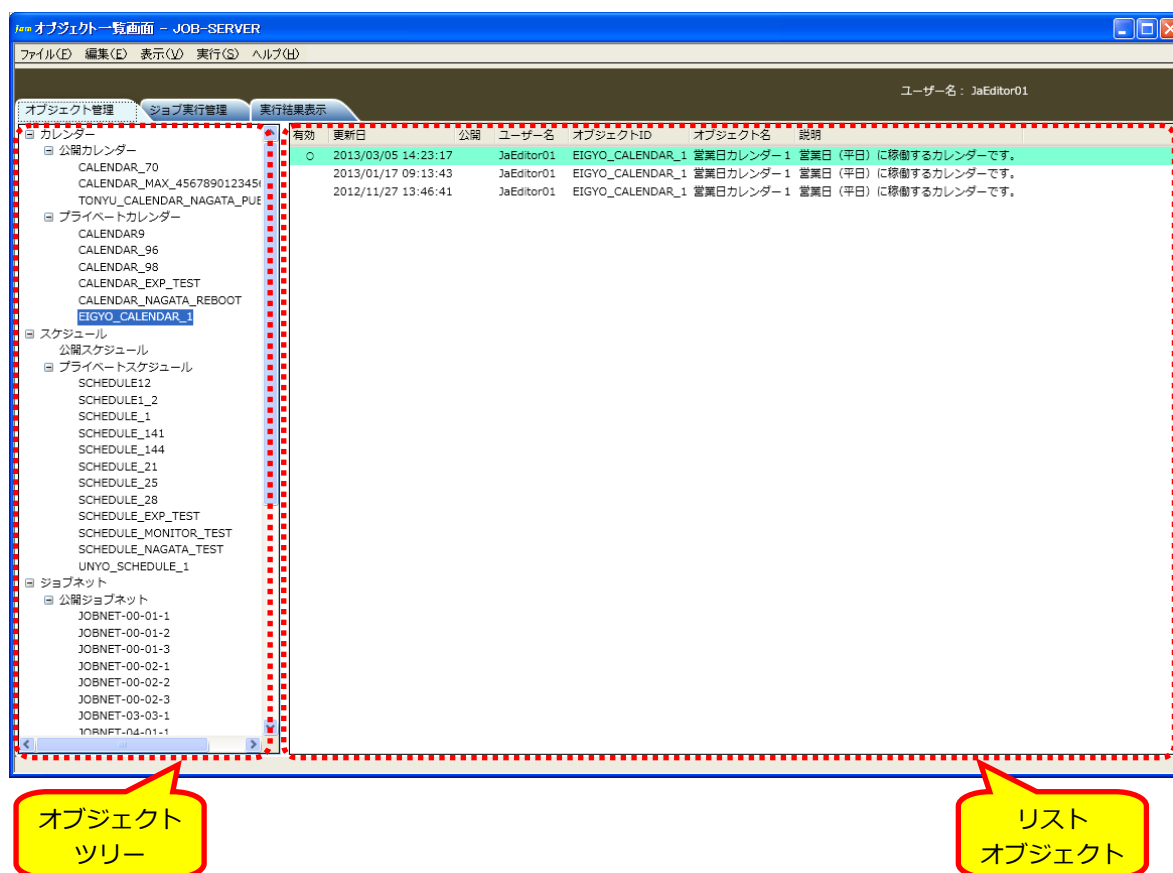 jam オブジェクト一覧画面 - JOB-SERVER
ファイル(F) 編集(E) 表示(V) 実行(S) ヘルプ(H)
ユーザー名： JaEditor01
オブジェクト管理 ジョブ実行管理 実行結果表示
カレンダー
公開カレンダー
CALENDAR_70
CALENDAR_MAX_4567890123456
TONYU_CALENDAR_NAGATA_PUB
プライベートカレンダー
CALENDAR9
CALENDAR_96
CALENDAR_98
CALENDAR_EXP_TEST
CALENDAR_NAGATA_REBOOT
EIGYO_CALENDAR_1
スケジュール
公開スケジュール
プライベートスケジュール
SCHEDULE12
SCHEDULE1_2
SCHEDULE_1
SCHEDULE_141
SCHEDULE_144
SCHEDULE_21
SCHEDULE_25
SCHEDULE_28
SCHEDULE_EXP_TEST
SCHEDULE_MONITOR_TEST
SCHEDULE_NAGATA_TEST
UNYO_SCHEDULE_1
ジョブネット
公開ジョブネット
JOBNET-00-01-1
JOBNET-00-01-2
JOBNET-00-01-3
JOBNET-00-02-1
JOBNET-00-02-2
JOBNET-00-02-3
JOBNET-03-03-1
JOBNET-04-01-1
有効 更新日 公開 ユーザー名 オブジェクトID オブジェクト名 説明
○ 2013/03/05 14:23:17 JaEditor01 EIGYO_CALENDAR_1 営業日カレンダー１ 営業日（平日）に稼働するカレンダーです。
2013/01/17 09:13:43 JaEditor01 EIGYO_CALENDAR_1 営業日カレンダー１ 営業日（平日）に稼働するカレンダーです。
2012/11/27 13:46:41 JaEditor01 EIGYO_CALENDAR_1 営業日カレンダー１ 営業日（平日）に稼働するカレンダーです。
オブジェクト
ツリー
リスト
オブジェクト